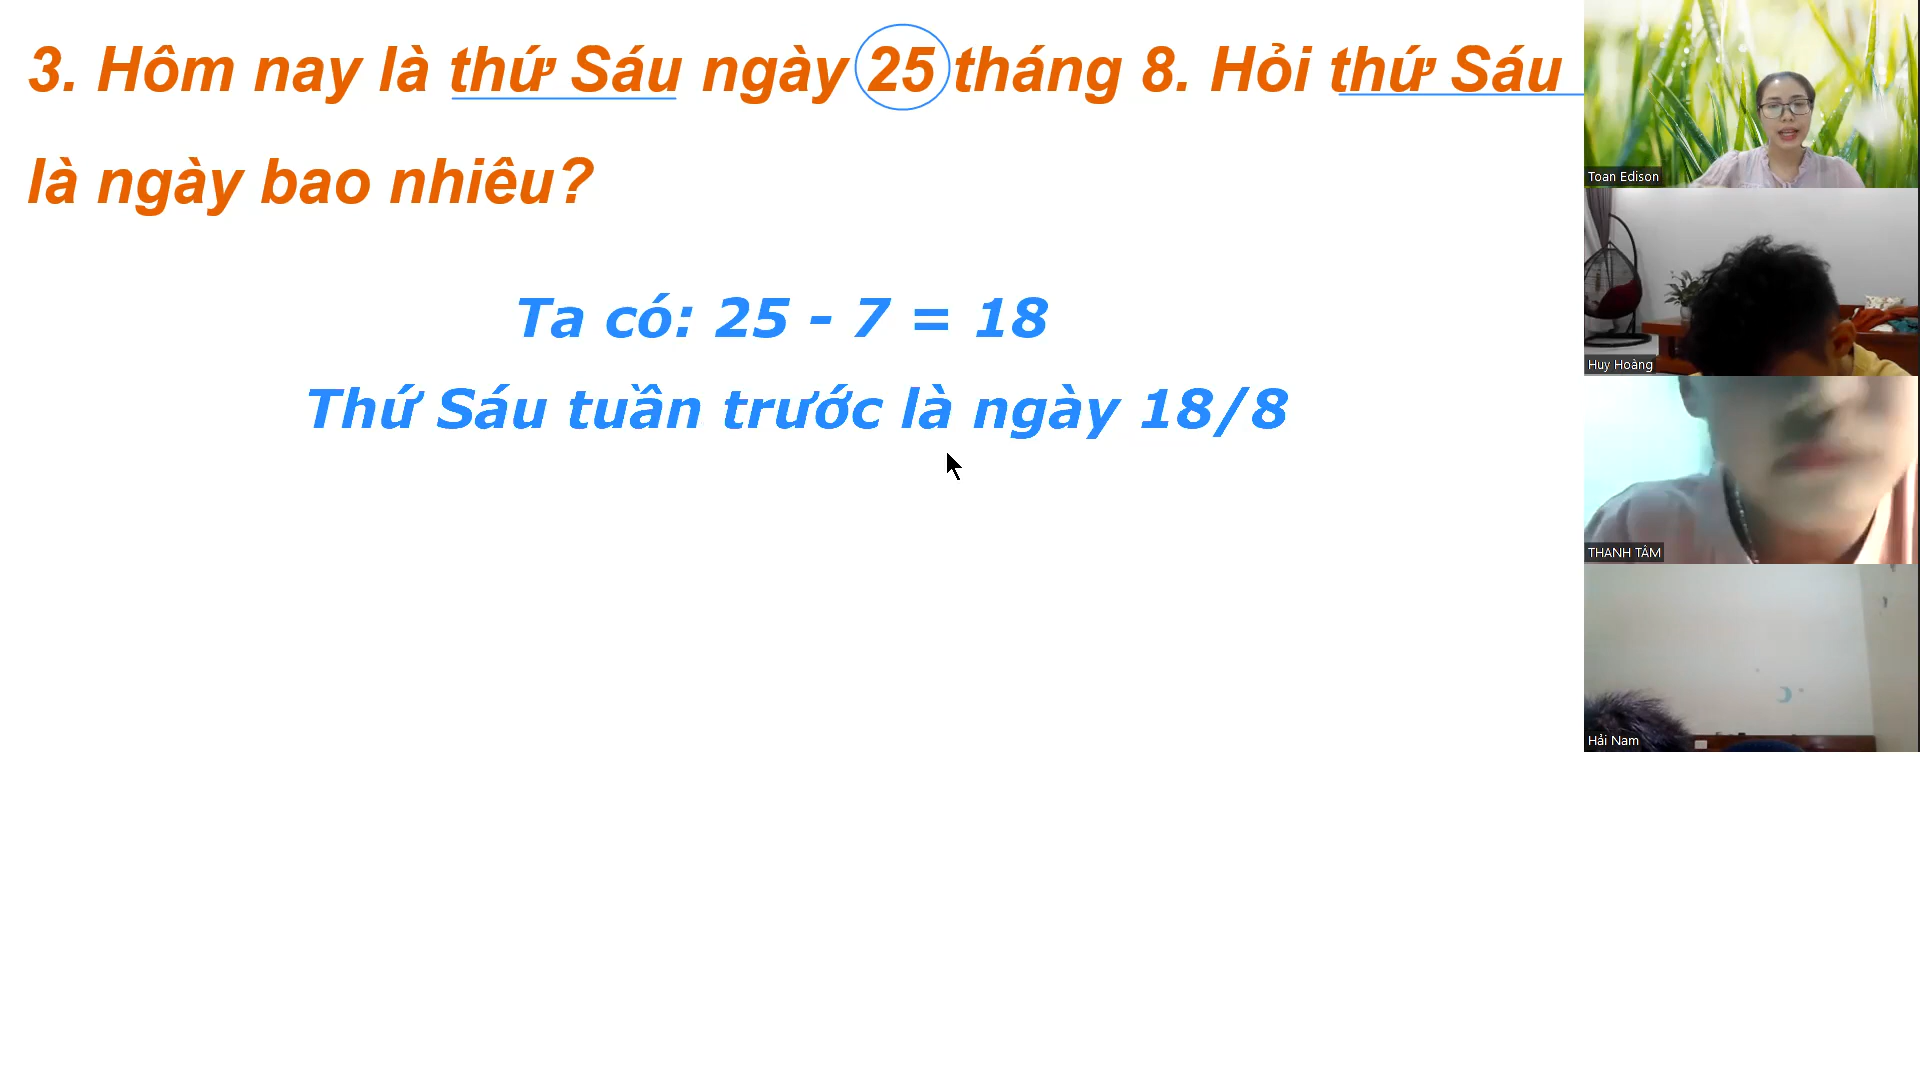 3. Hôm nay là thứ Sáu ngày 25 tháng 8. Hỏi thứ Sáu
là ngày bao nhiêu?
Ta có: 25 - 7 = 18
Thứ Sáu tuần trước là ngày 18/8
Toan Edison
Huy Hoàng
THANH TÂM
Hải Nam